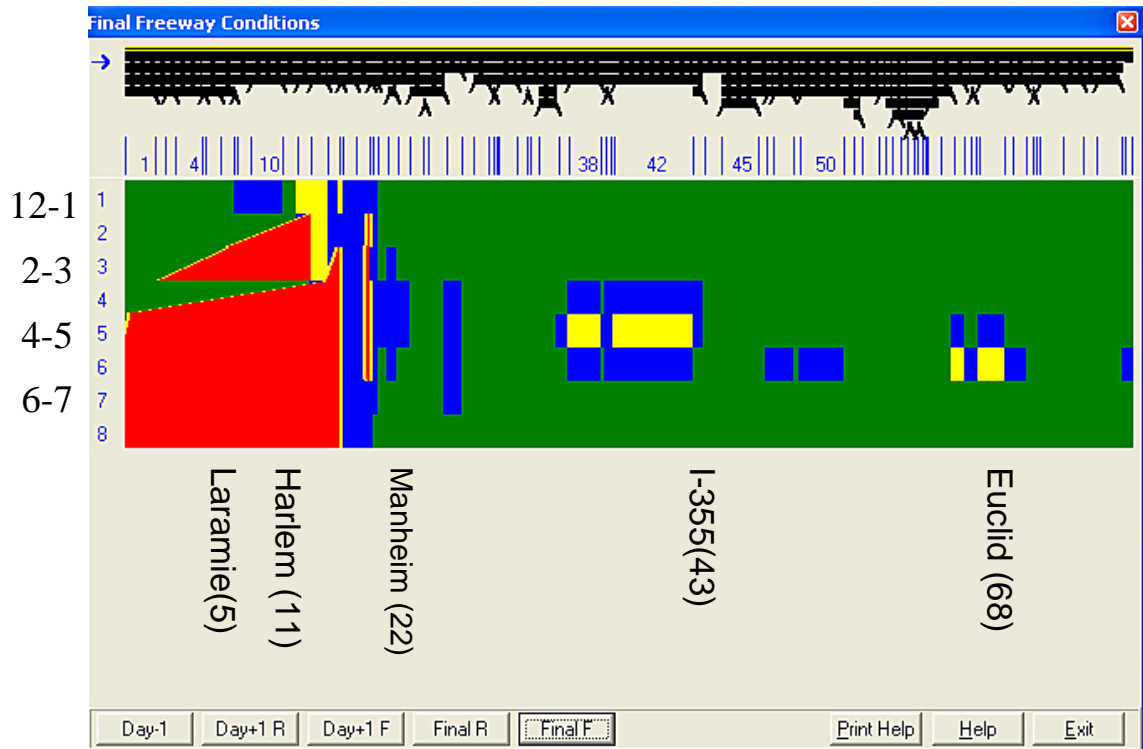 Final Freeway Conditions
1 4 10 38 42 45 50
12-1 1
2
2-3 3
4
4-5 5
6
6-7 7
8
Laramie(5)
Harlem (11)
Manheim (22)
I-355(43)
Euclid (68)
Day-1 Day+1 R Day+1 F Final R Final F Print Help Help Exit